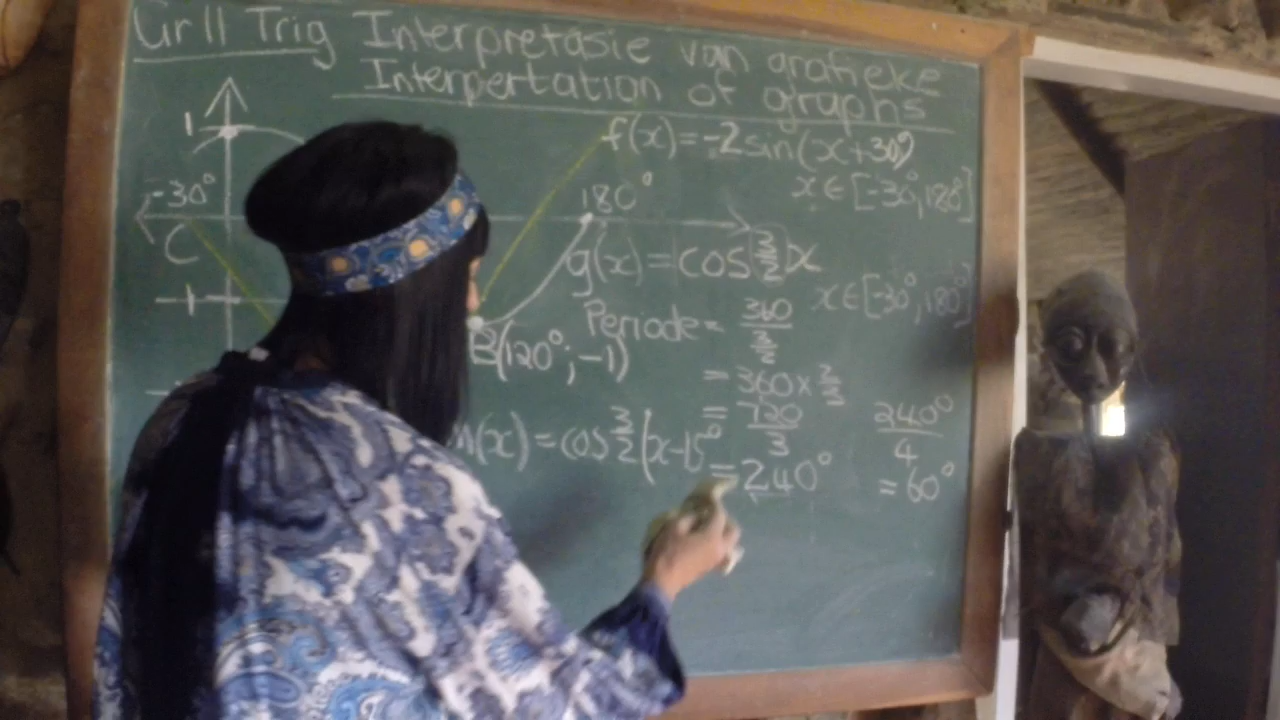 Gr 11 Trig Interpretasie van grafieke
Interpertation of graphs
1
f(x) = -2 sin(x+30°)
x ∈ [-30°, 180°]
-30°
180°
C
g(x) = cos 3/2 x
x ∈ [-30°, 180°]
-1
Periode = 360 / 3/2
B(120°; -1)
= 360 × 2/3
= 720/3
240°/4
h(x) = cos 3/2 (x-15°
= 240°
= 60°